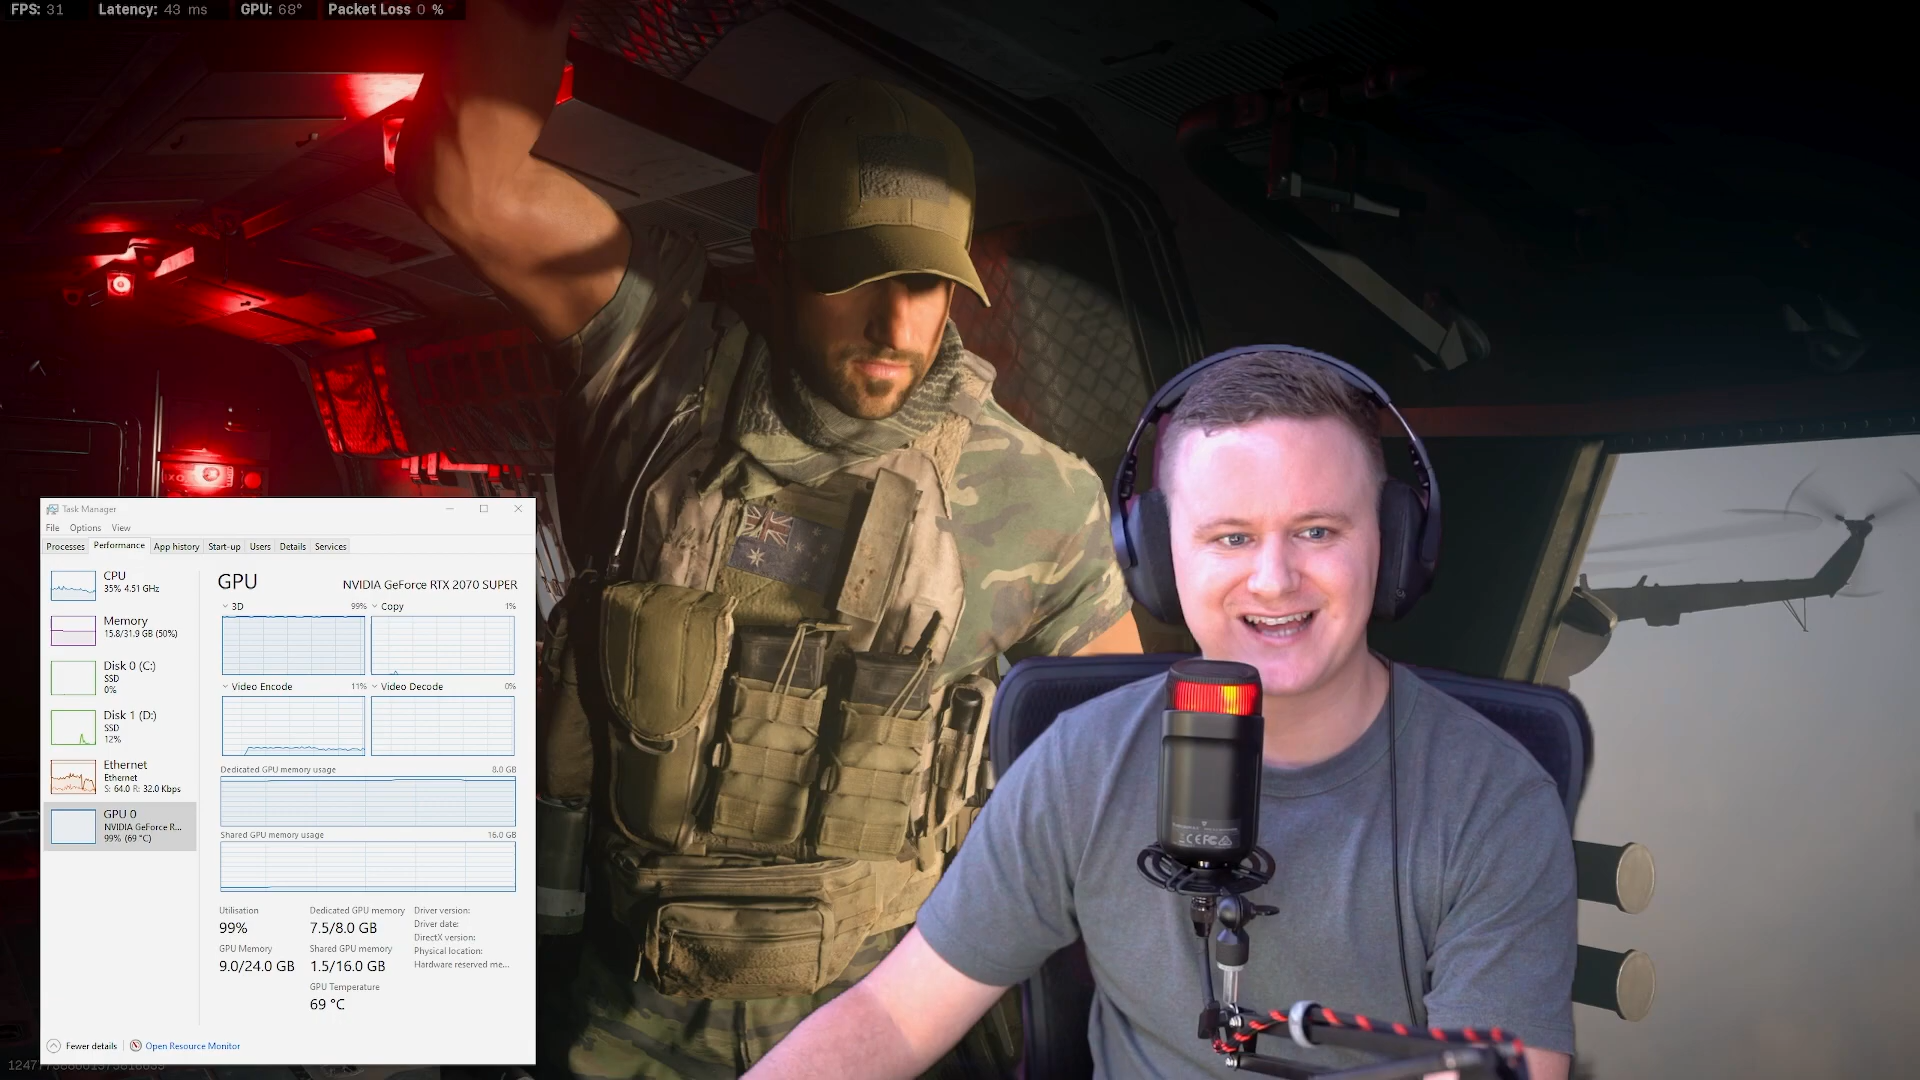 FPS: 31 Latency: 43 ms GPU: 68° Packet Loss 0 %
Task Manager
File Options View
Processes Performance App history Start-up Users Details Services
CPU
35% 4.51 GHz
Memory
15.8/31.9 GB (50%)
Disk 0 (C:)
SSD
0%
Disk 1 (D:)
SSD
12%
Ethernet
Ethernet
S: 64.0 R: 32.0 Kbps
GPU 0
NVIDIA GeForce R...
99% (69 °C)
GPU NVIDIA GeForce RTX 2070 SUPER
3D 99% Copy 1%
Video Encode 11% Video Decode 0%
Dedicated GPU memory usage 8.0 GB
Shared GPU memory usage 16.0 GB
Utilisation
99%
GPU Memory
9.0/24.0 GB
Dedicated GPU memory
7.5/8.0 GB
Shared GPU memory
1.5/16.0 GB
GPU Temperature
69 °C
Driver version:
Driver date:
DirectX version:
Physical location:
Hardware reserved me...
Fewer details Open Resource Monitor